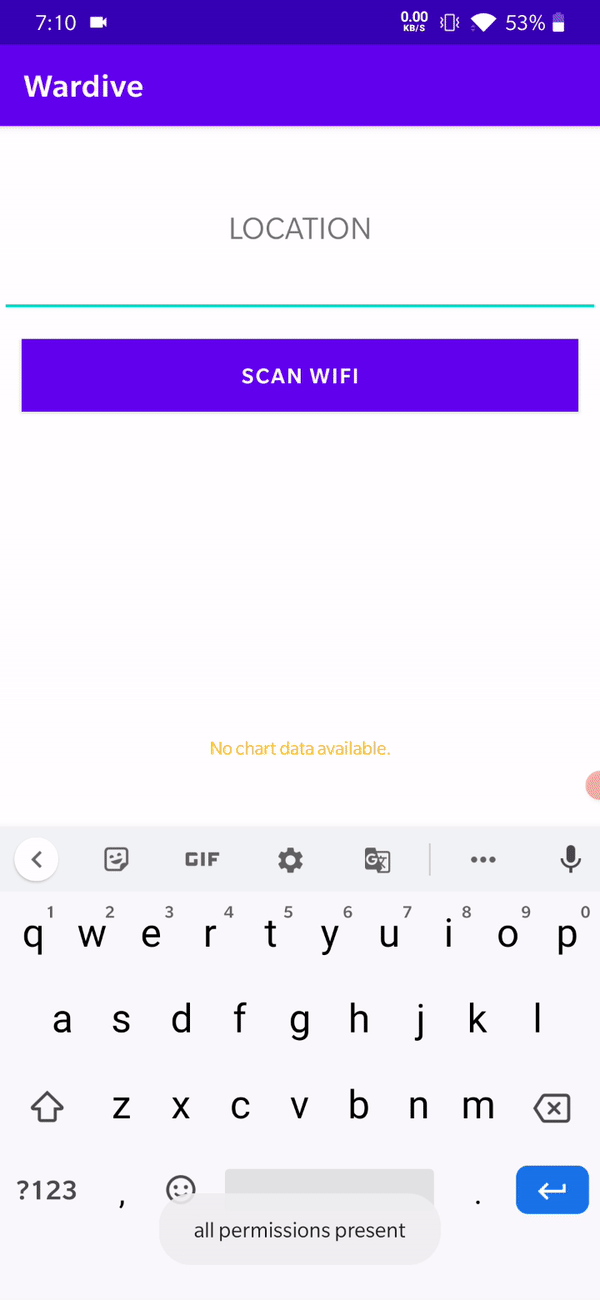 7:10 0.00 KB/S 53%
Wardive
LOCATION
SCAN WIFI
No chart data available.
GIF G
1 2 3 4 5 6 7 8 9 0
q w e r t y u i o p
a s d f g h j k l
z x c v b n m
?123 , .
all permissions present